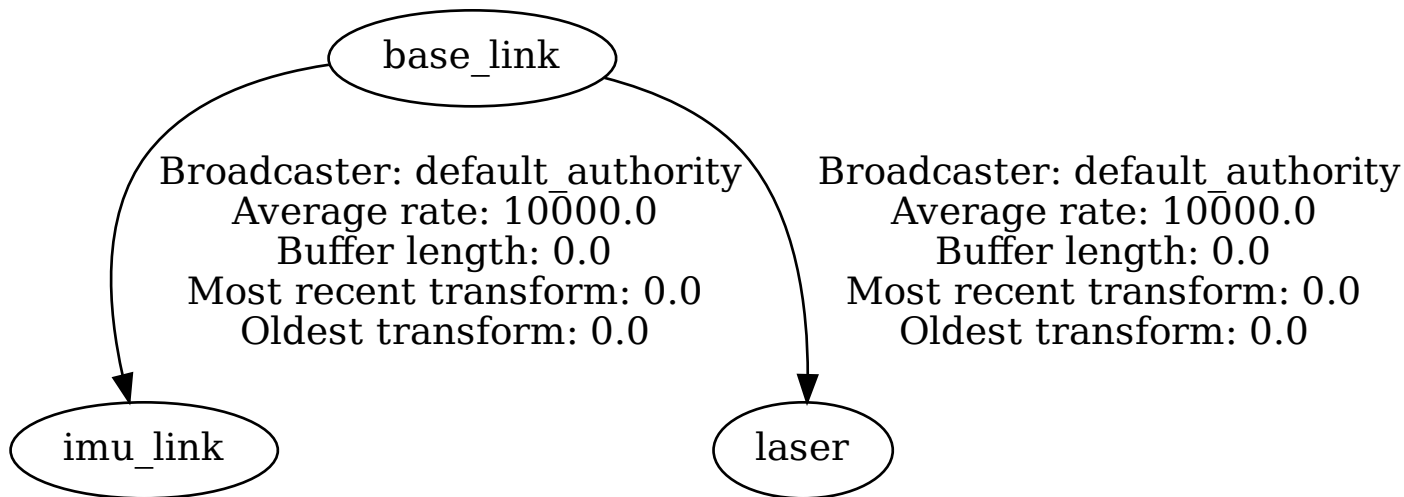 base_link
Broadcaster: default_authority
Average rate: 10000.0
Buffer length: 0.0
Most recent transform: 0.0
Oldest transform: 0.0
Broadcaster: default_authority
Average rate: 10000.0
Buffer length: 0.0
Most recent transform: 0.0
Oldest transform: 0.0
imu_link
laser